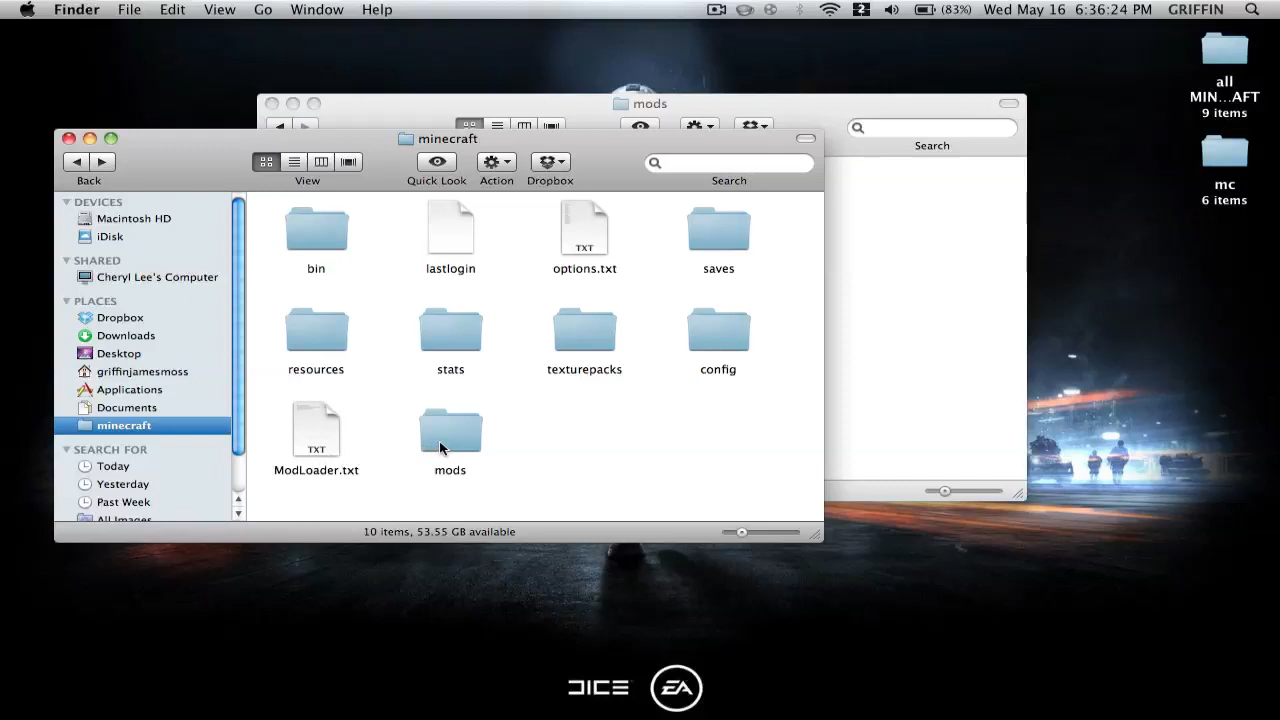 Finder File Edit View Go Window Help
2 (83%) Wed May 16 6:36:24 PM GRIFFIN
all
MIN...AFT
9 items
mc
6 items
mods
Search
minecraft
Back
View
Quick Look
Action
Dropbox
Search
DEVICES
Macintosh HD
iDisk
SHARED
Cheryl Lee's Computer
PLACES
Dropbox
Downloads
Desktop
griffinjamesmoss
Applications
Documents
minecraft
SEARCH FOR
Today
Yesterday
Past Week
All Images
bin
lastlogin
TXT
options.txt
saves
resources
stats
texturepacks
config
TXT
ModLoader.txt
mods
10 items, 53.55 GB available
DICE EA